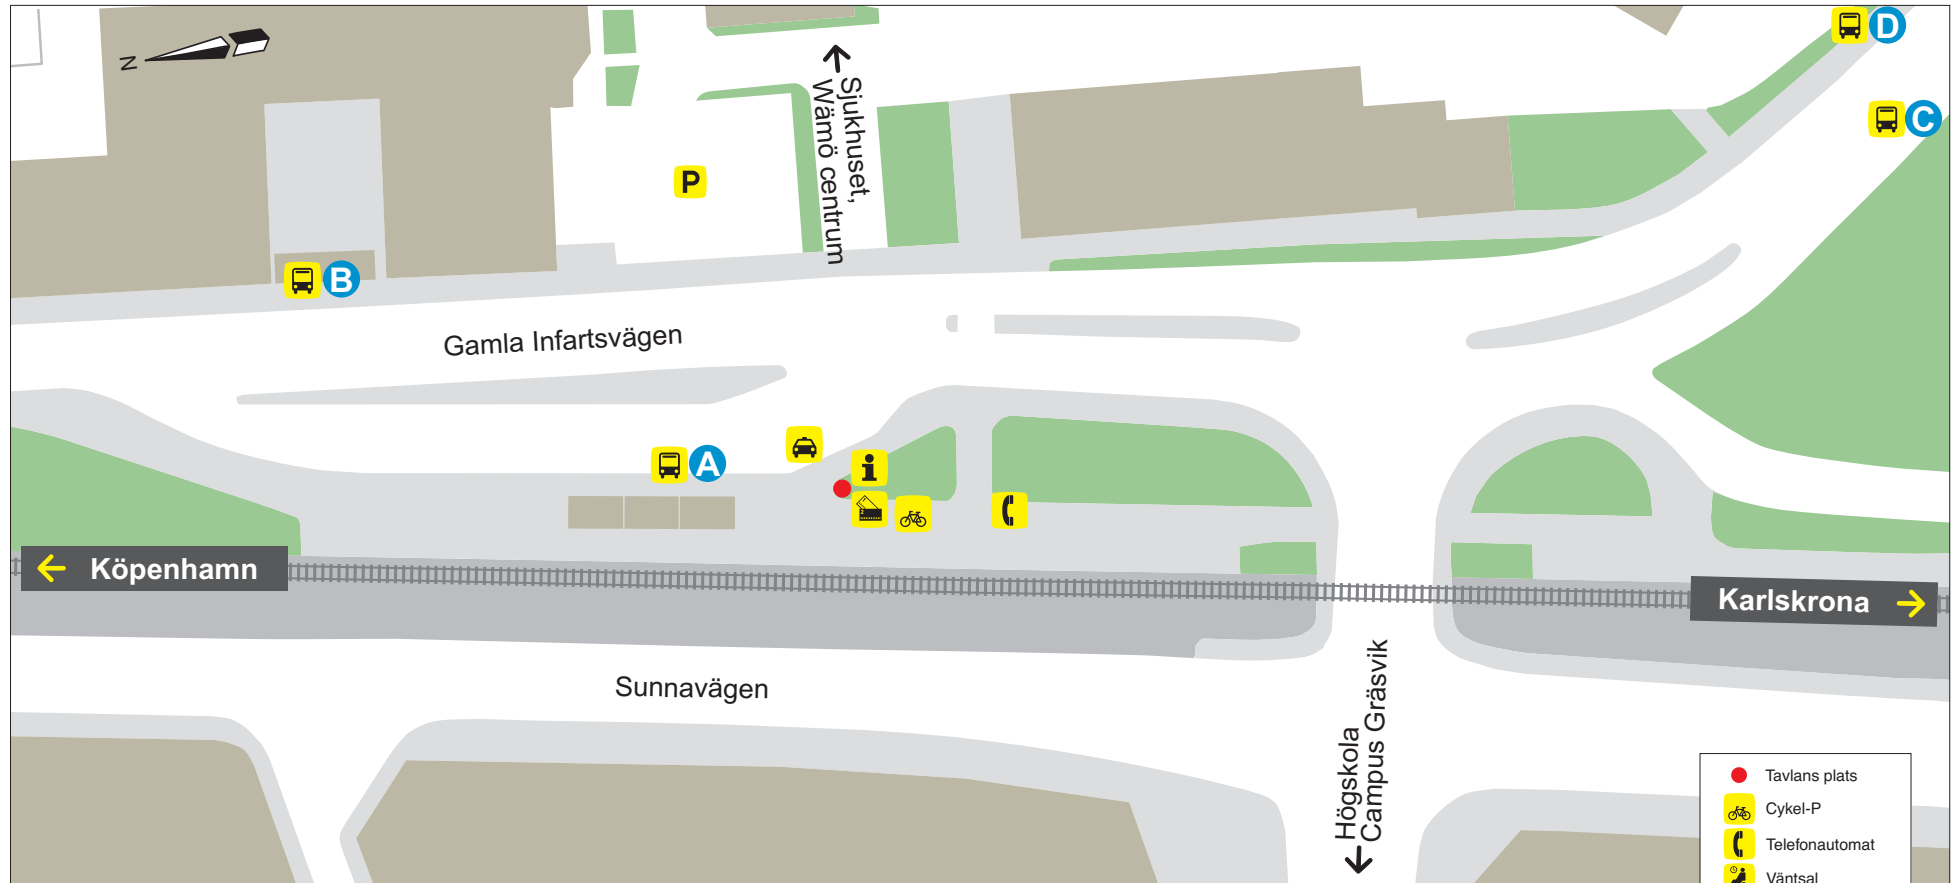 N
D
C
Sjukhuset,
Wämö centrum
P
B
Gamla Infartsvägen
A
i
Köpenhamn
Karlskrona
Sunnavägen
Högskola
Campus Gräsvik
Tavlans plats
Cykel-P
Telefonautomat
Väntsal